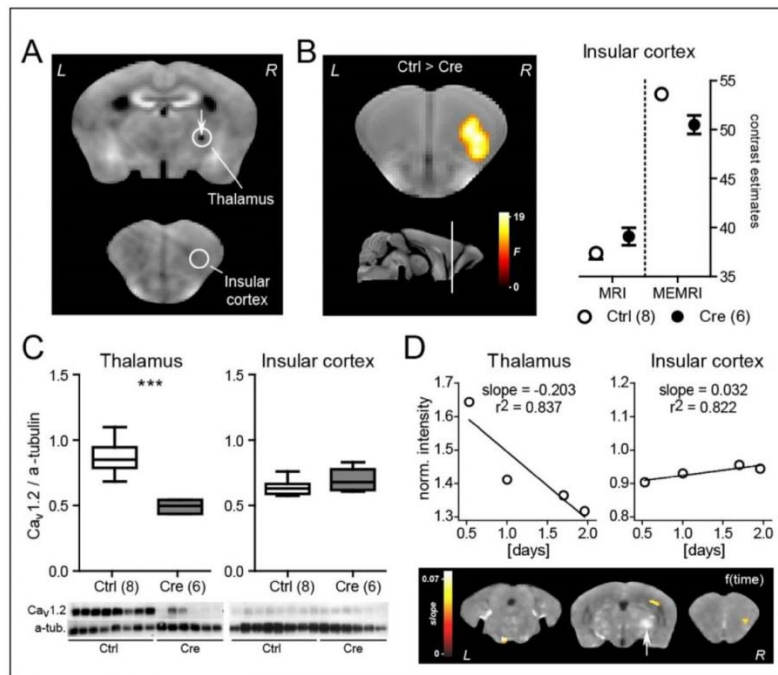 A
L
R
Thalamus
Insular
cortex
B
Ctrl > Cre
L
R
19
F
0
Insular cortex
55
50
45
40
35
contrast estimates
MRI
MEMRI
Ctrl (8)
Cre (6)
C
Thalamus
Insular cortex
***
Caᵥ1.2 / a-tubulin
1.5
1.0
0.5
0.0
1.5
1.0
0.5
0.0
Ctrl (8)
Cre (6)
Ctrl (8)
Cre (6)
Caᵥ1.2
a-tub.
Ctrl
Cre
Ctrl
Cre
D
Thalamus
Insular cortex
slope = -0.203
r² = 0.837
slope = 0.032
r² = 0.822
norm. intensity
1.7
1.6
1.5
1.4
1.3
1.2
1.1
1.0
0.9
0.8
0.5
1.0
1.5
2.0
[days]
0.5
1.0
1.5
2.0
[days]
0.07
slope
0
f(time)
L
R